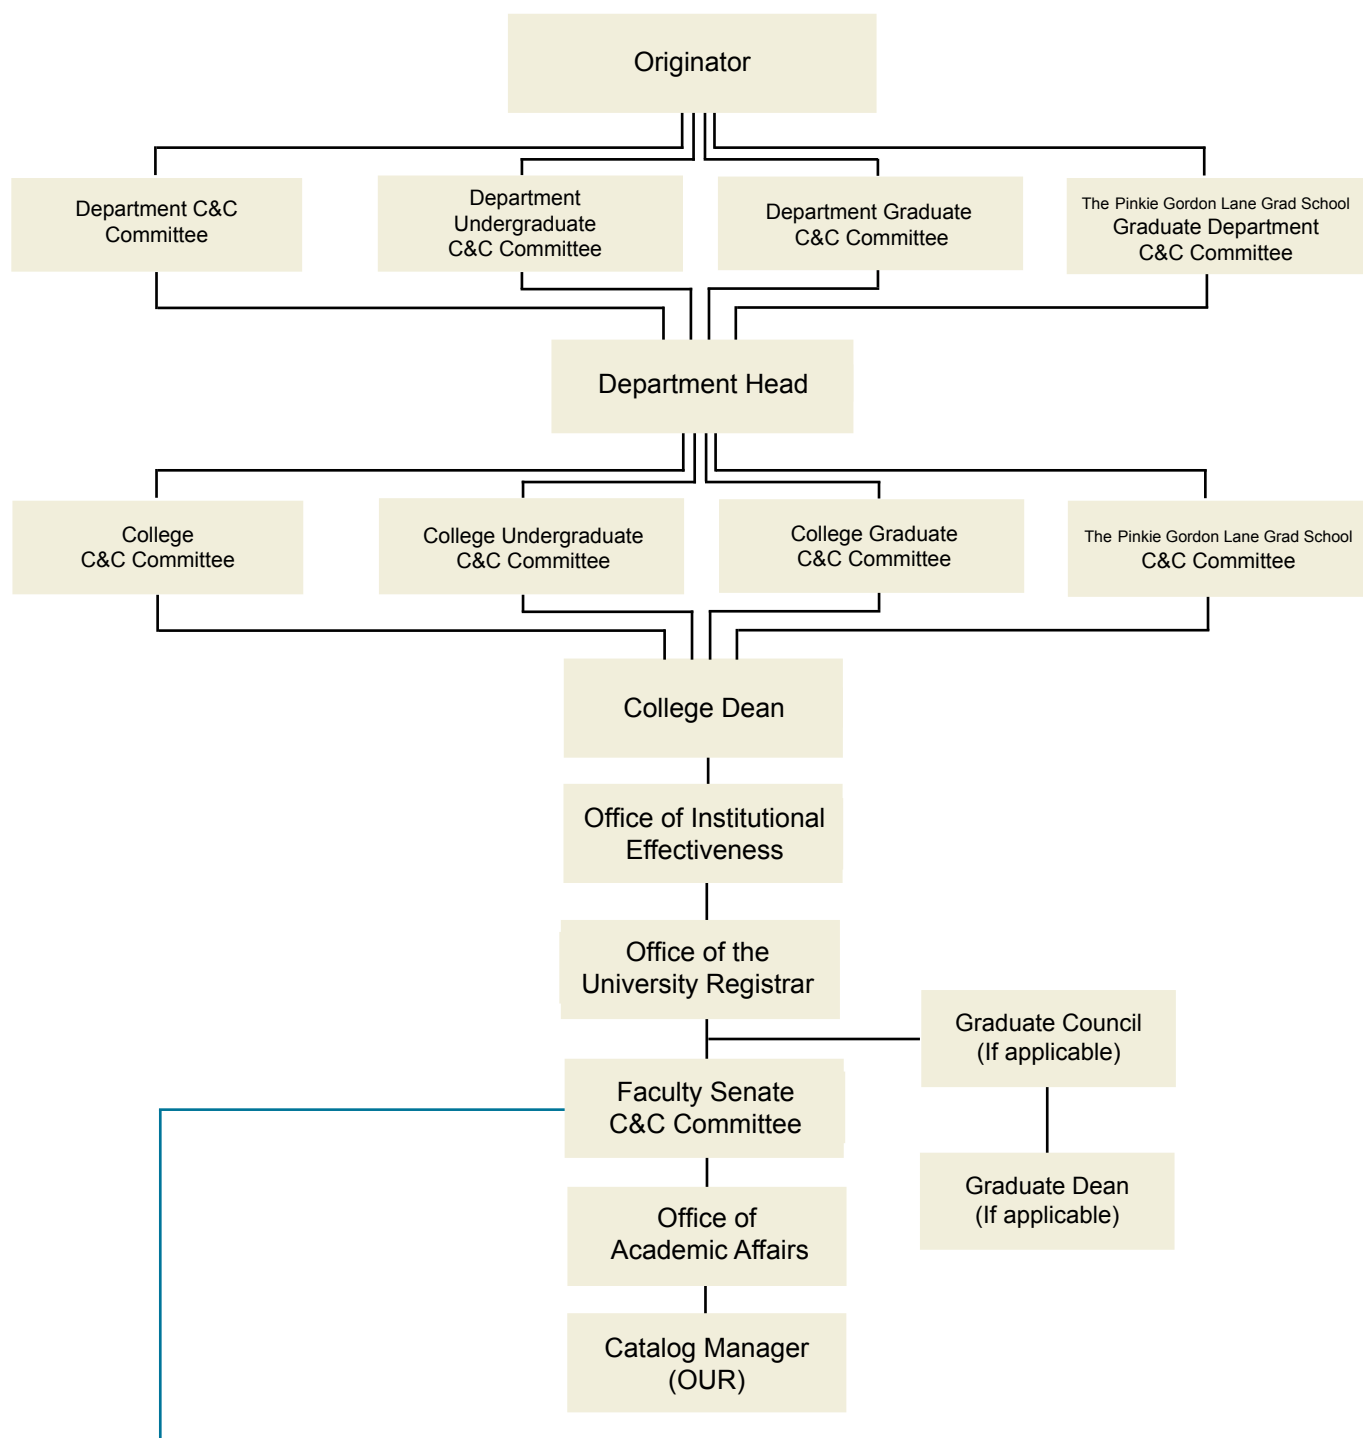 Originator
Department C&C
Committee
Department
Undergraduate
C&C Committee
Department Graduate
C&C Committee
The Pinkie Gordon Lane Grad School
Graduate Department
C&C Committee
Department Head
College
C&C Committee
College Undergraduate
C&C Committee
College Graduate
C&C Committee
The Pinkie Gordon Lane Grad School
C&C Committee
College Dean
Office of Institutional
Effectiveness
Office of the
University Registrar
Graduate Council
(If applicable)
Faculty Senate
C&C Committee
Graduate Dean
(If applicable)
Office of
Academic Affairs
Catalog Manager
(OUR)